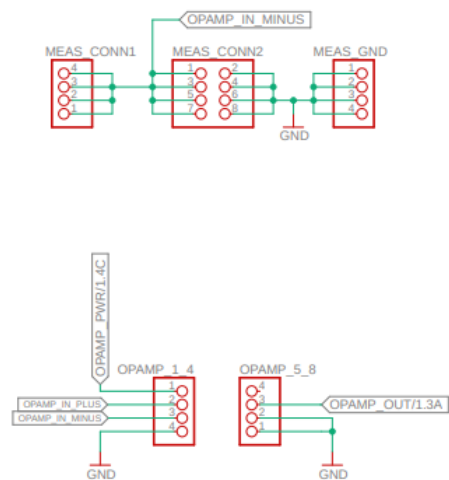 OPAMP_IN_MINUS
MEAS_CONN1
MEAS_CONN2
MEAS_GND
4
3
2
1
1
3
5
7
2
4
6
8
1
2
3
4
GND
OPAMP_PWR/1.4C
OPAMP_1_4
OPAMP_5_8
OPAMP_IN_PLUS
OPAMP_IN_MINUS
1
2
3
4
4
3
2
1
OPAMP_OUT/1.3A
GND
GND